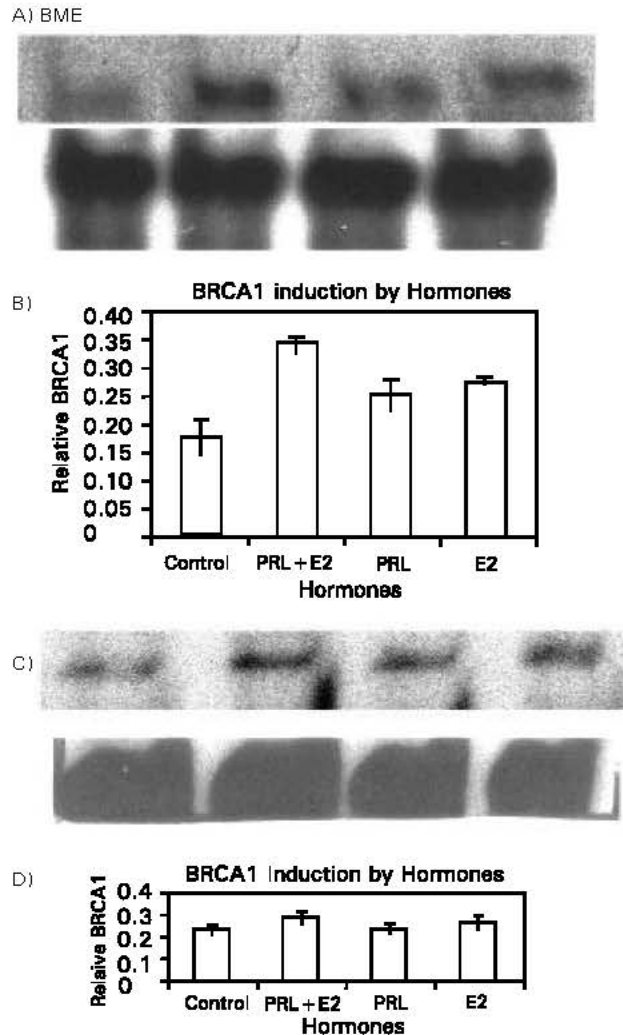 A) BME
B)
BRCA1 induction by Hormones
Relative BRCA1
0.40
0.35
0.30
0.25
0.20
0.15
0.10
0.05
0
Control PRL+E2 PRL E2
Hormones
C)
D)
BRCA1 Induction by Hormones
Relaive BRCA1
0.4
0.3
0.2
0.1
0
Control PRL+E2 PRL E2
Hormones